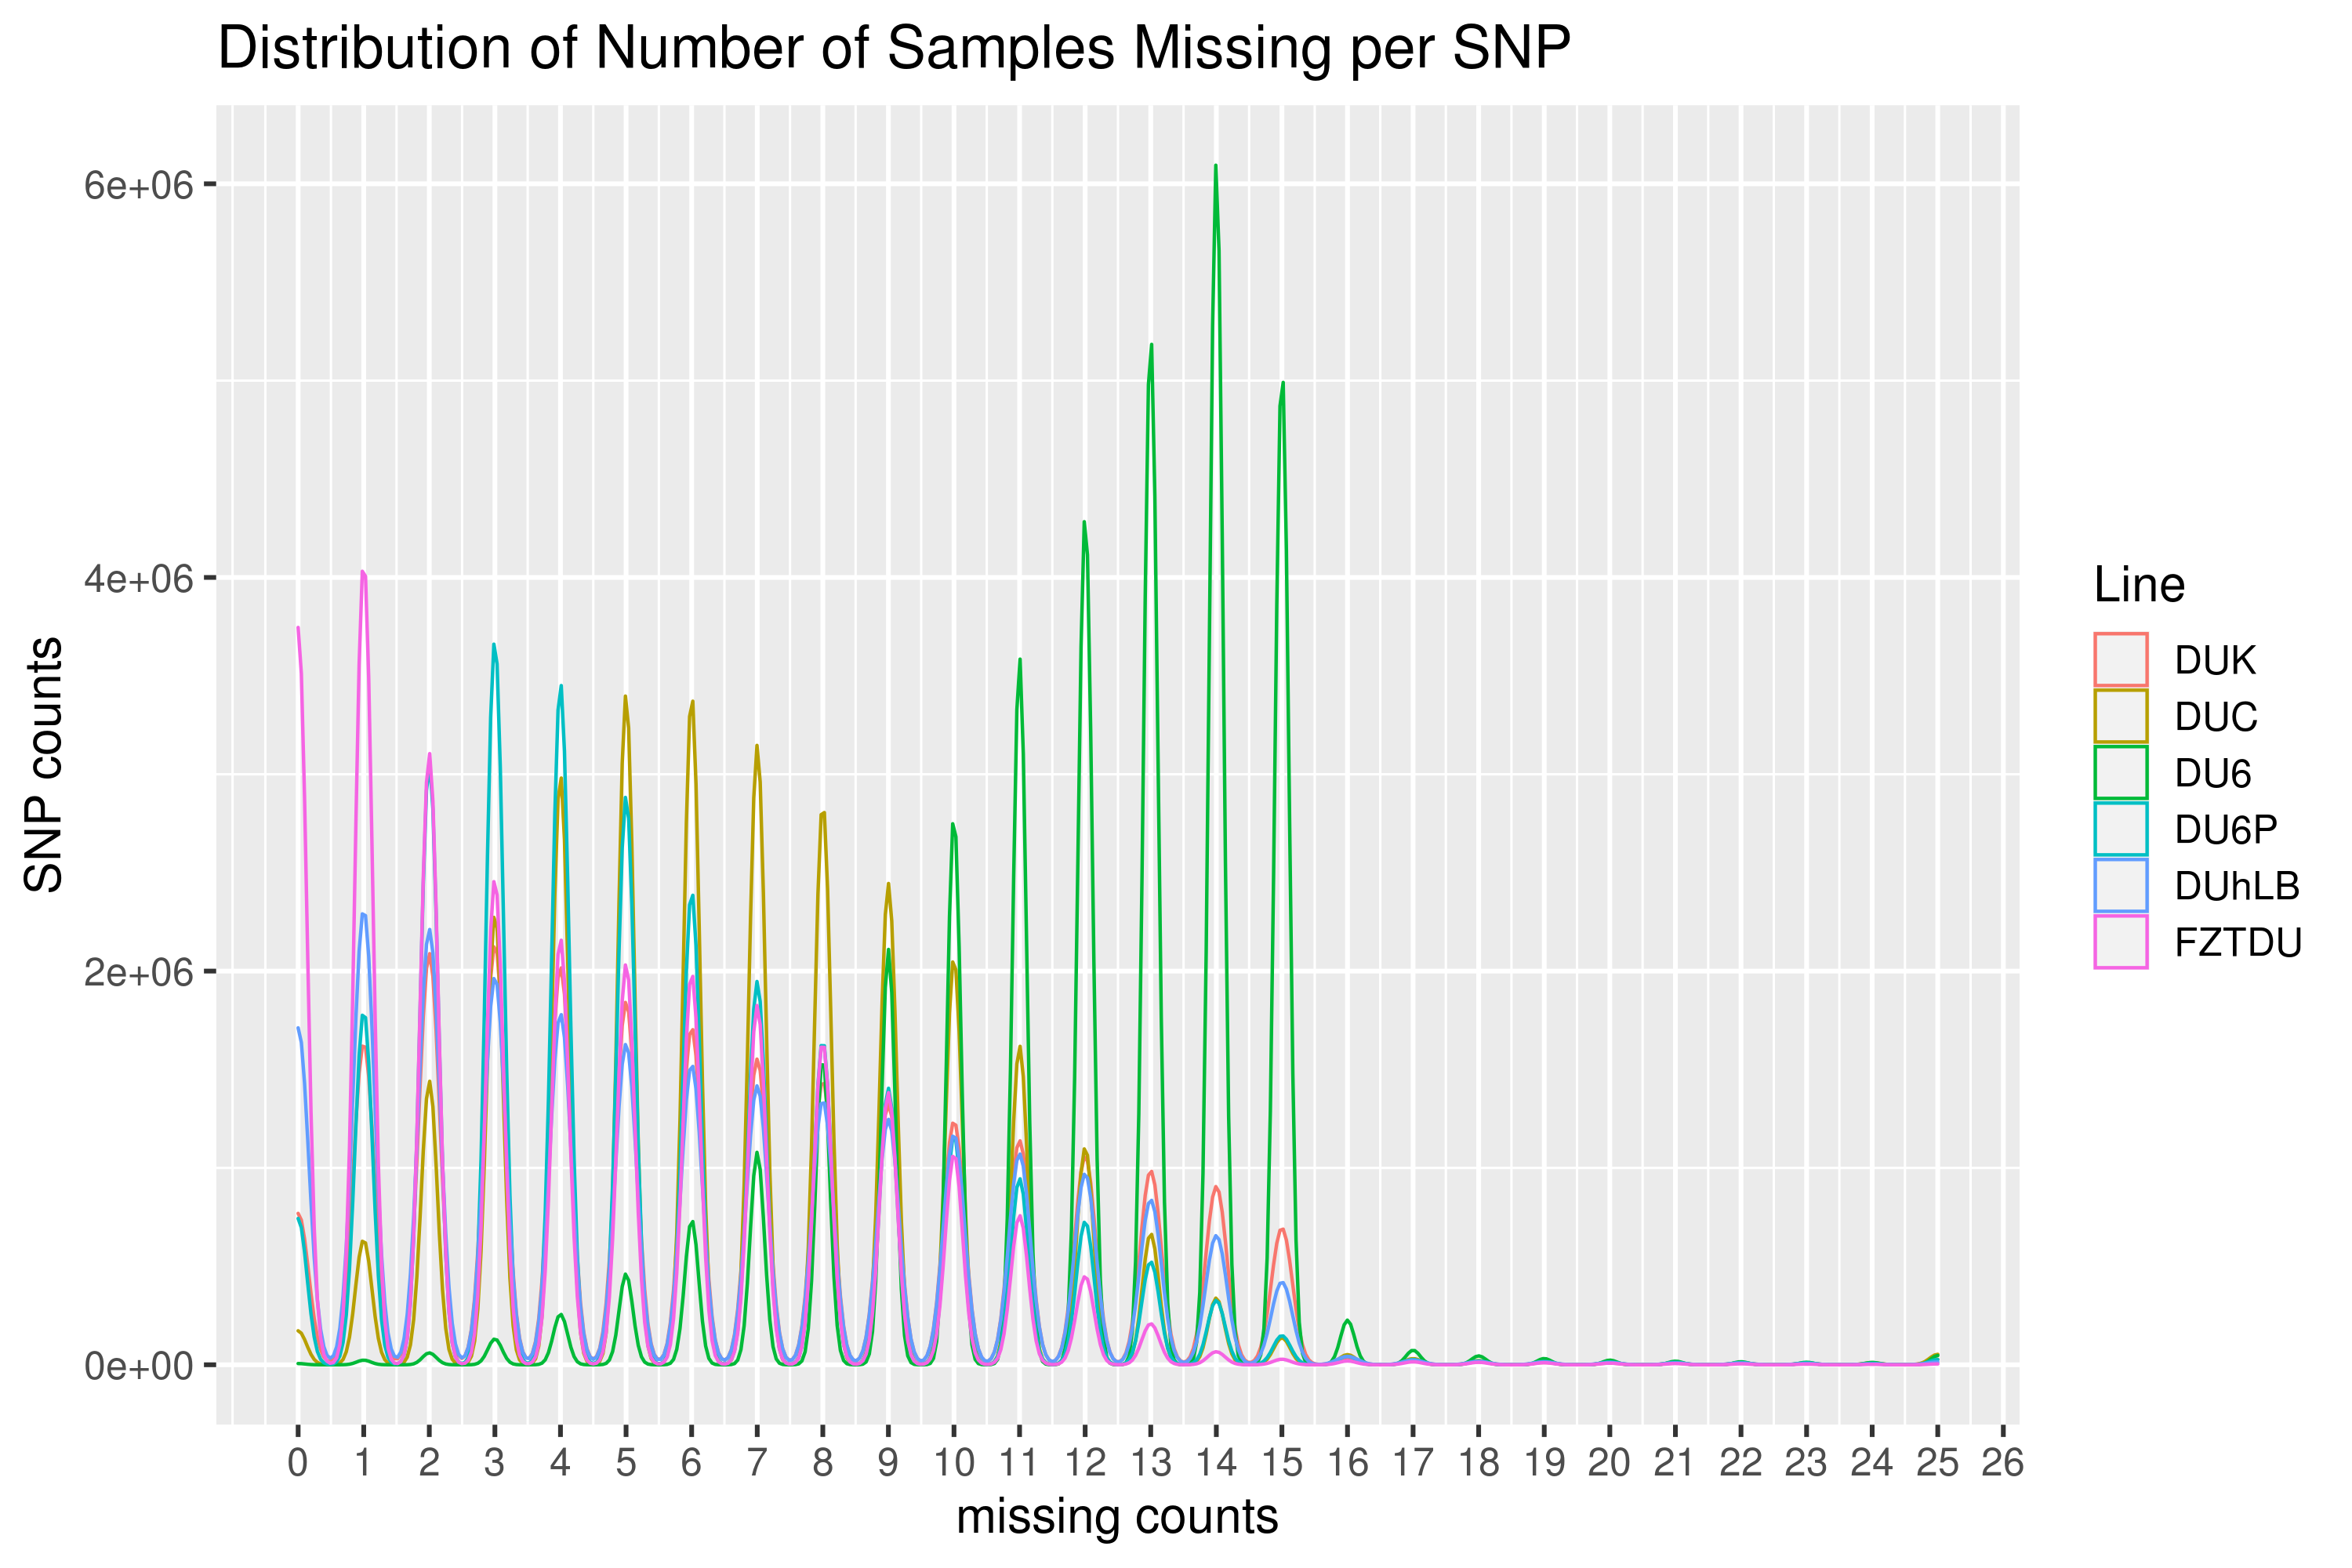 Distribution of Number of Samples Missing per SNP
6e+06
4e+06
2e+06
0e+00
SNP counts
0 1 2 3 4 5 6 7 8 9 10 11 12 13 14 15 16 17 18 19 20 21 22 23 24 25 26
missing counts
Line
DUK
DUC
DU6
DU6P
DUhLB
FZTDU